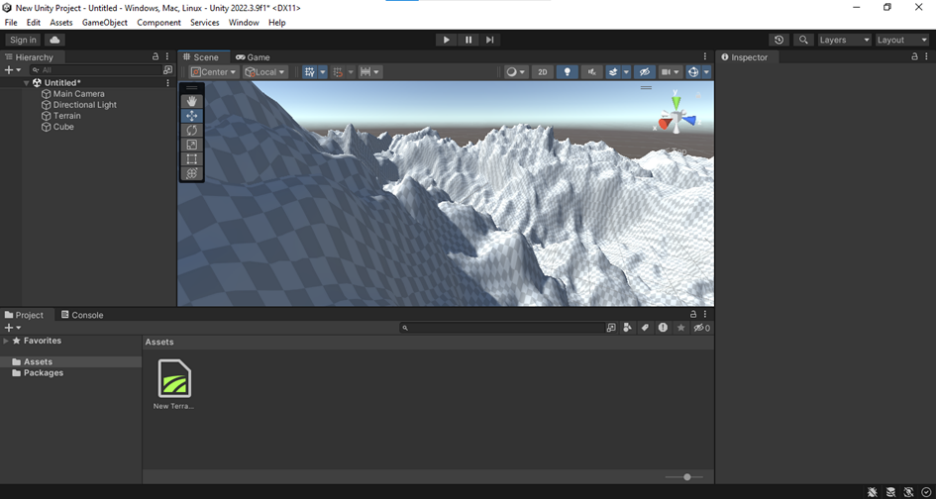 New Unity Project - Untitled - Windows, Mac, Linux - Unity 2022.3.9f1* <DX11>
File Edit Assets GameObject Component Services Window Help
Sign in Layers Layout
Hierarchy Scene Game Inspector
All Center Local 2D
Untitled*
Main Camera
Directional Light
Terrain
Cube
y
x
Project Console
0
Favorites Assets
Assets
Packages
New Terra...